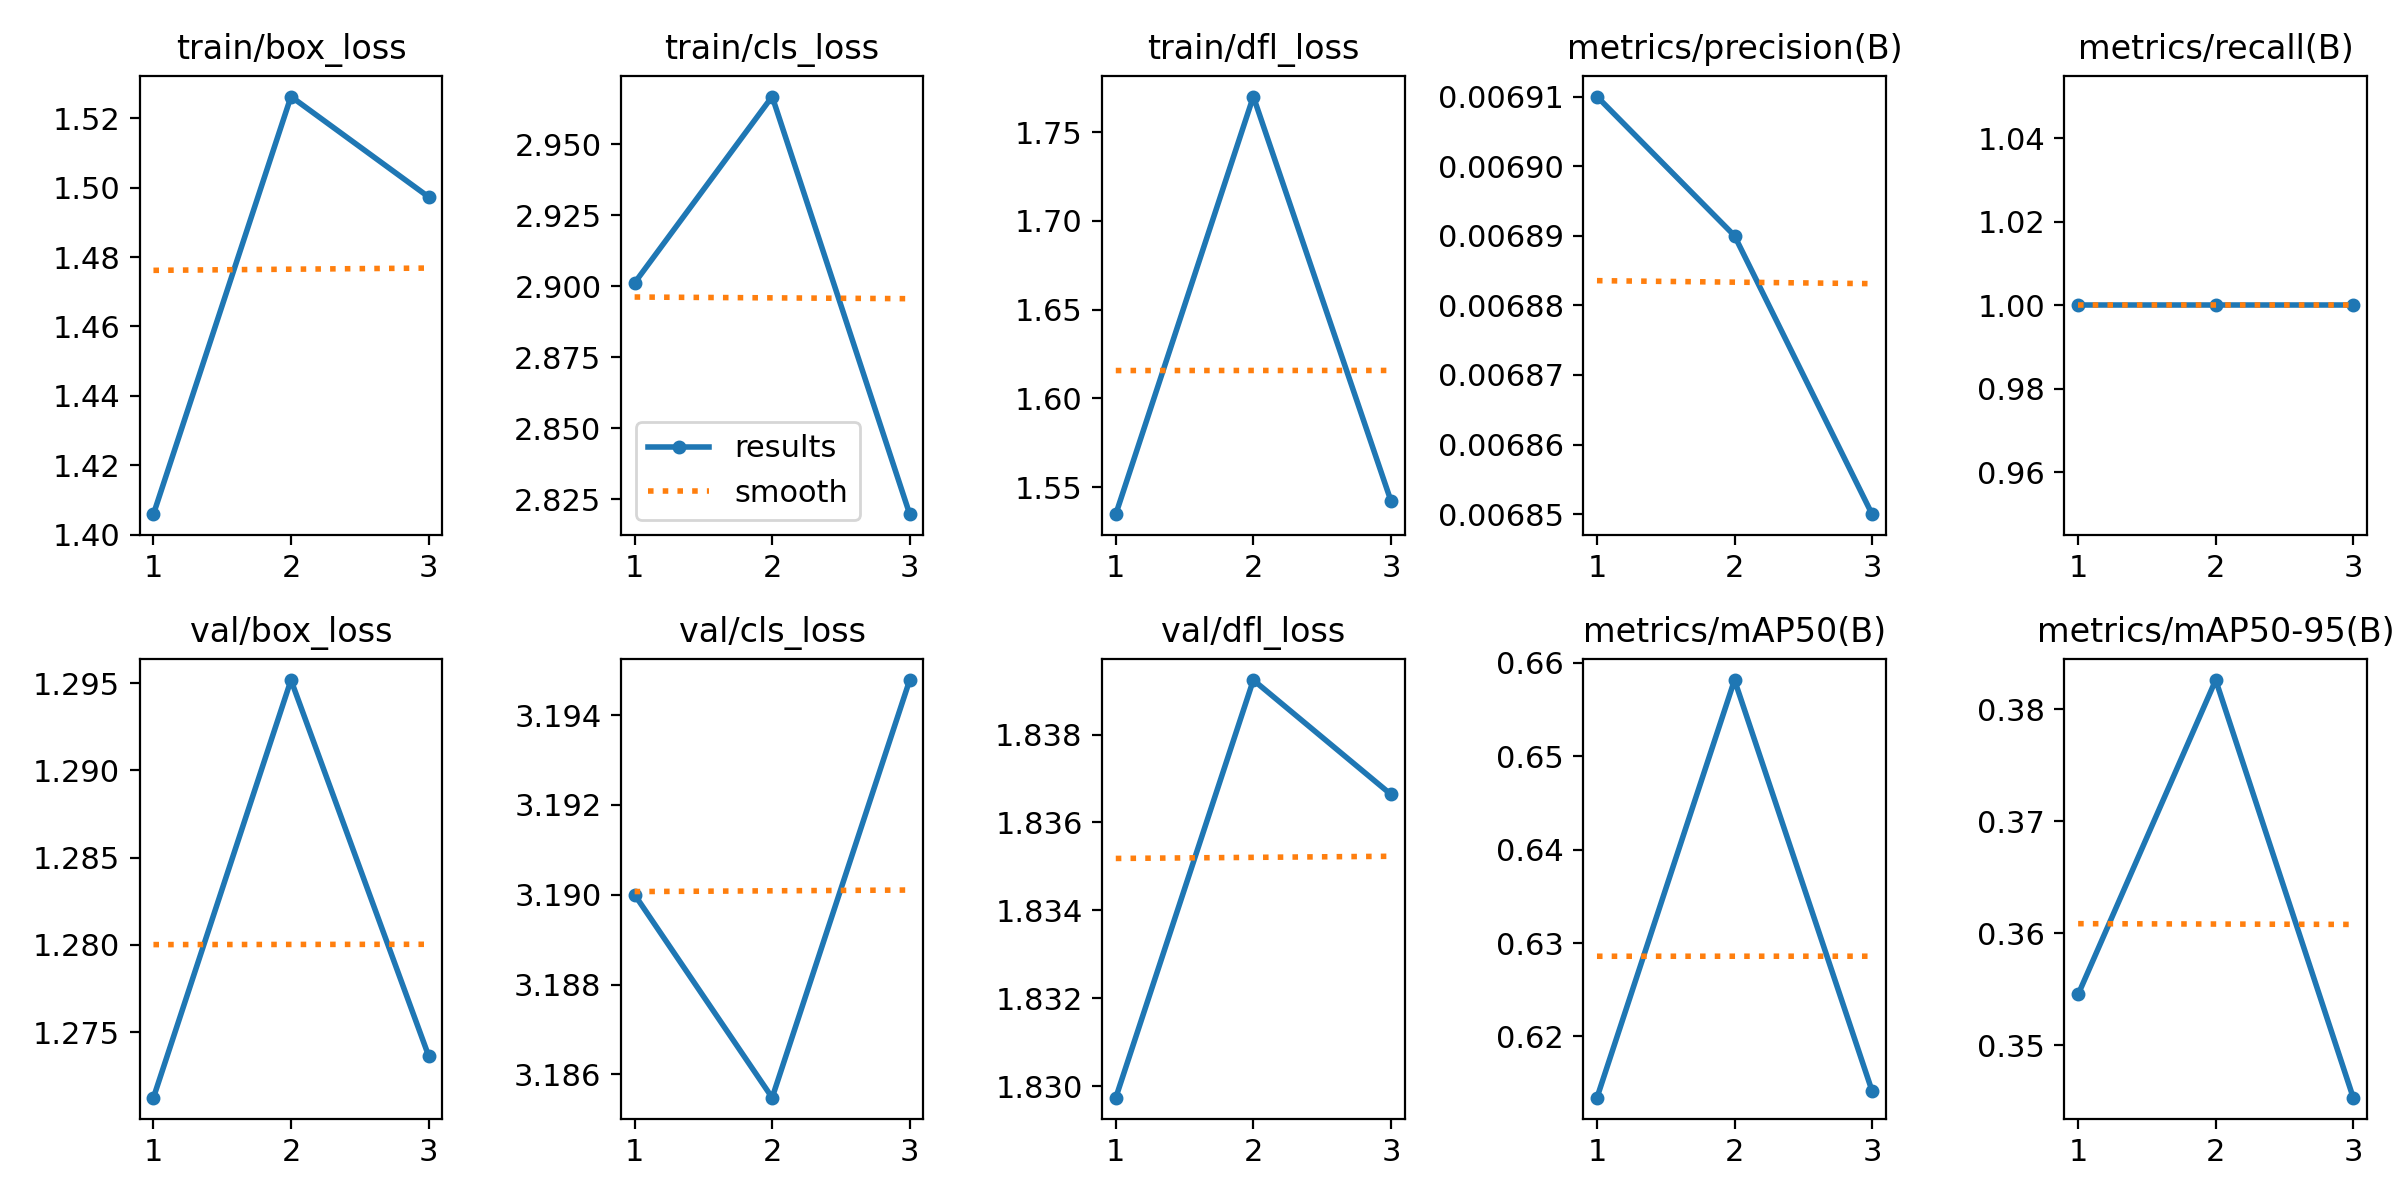 train/box_loss
1.52
1.50
1.48
1.46
1.44
1.42
1.40
1 2 3
train/cls_loss
2.950
2.925
2.900
2.875
2.850
2.825
results
smooth
1 2 3
train/dfl_loss
1.75
1.70
1.65
1.60
1.55
1 2 3
metrics/precision(B)
0.00691
0.00690
0.00689
0.00688
0.00687
0.00686
0.00685
1 2 3
metrics/recall(B)
1.04
1.02
1.00
0.98
0.96
1 2 3
val/box_loss
1.295
1.290
1.285
1.280
1.275
1 2 3
val/cls_loss
3.194
3.192
3.190
3.188
3.186
1 2 3
val/dfl_loss
1.838
1.836
1.834
1.832
1.830
1 2 3
metrics/mAP50(B)
0.66
0.65
0.64
0.63
0.62
1 2 3
metrics/mAP50-95(B)
0.38
0.37
0.36
0.35
1 2 3